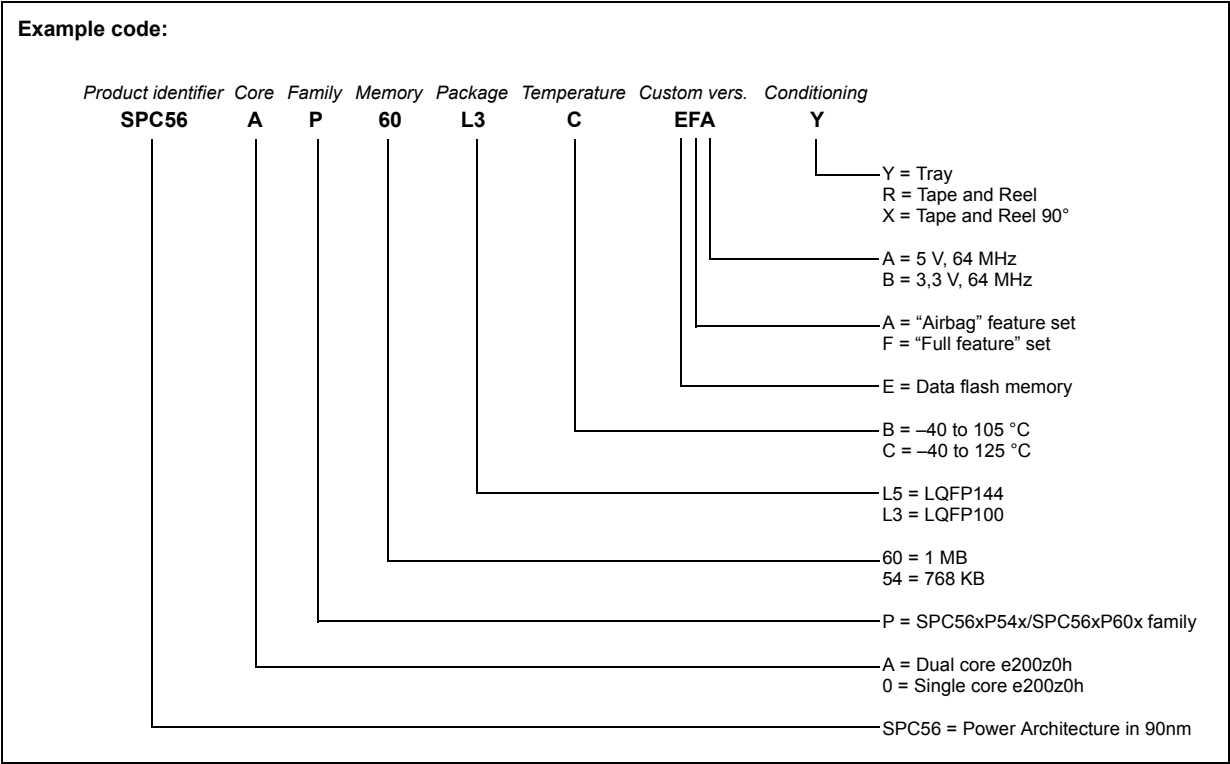 Example code:
Product identifier Core Family Memory Package Temperature Custom vers. Conditioning
SPC56 A P 60 L3 C EFA Y
Y = Tray
R = Tape and Reel
X = Tape and Reel 90°
A = 5 V, 64 MHz
B = 3,3 V, 64 MHz
A = “Airbag” feature set
F = “Full feature” set
E = Data flash memory
B = –40 to 105 °C
C = –40 to 125 °C
L5 = LQFP144
L3 = LQFP100
60 = 1 MB
54 = 768 KB
P = SPC56xP54x/SPC56xP60x family
A = Dual core e200z0h
0 = Single core e200z0h
SPC56 = Power Architecture in 90nm